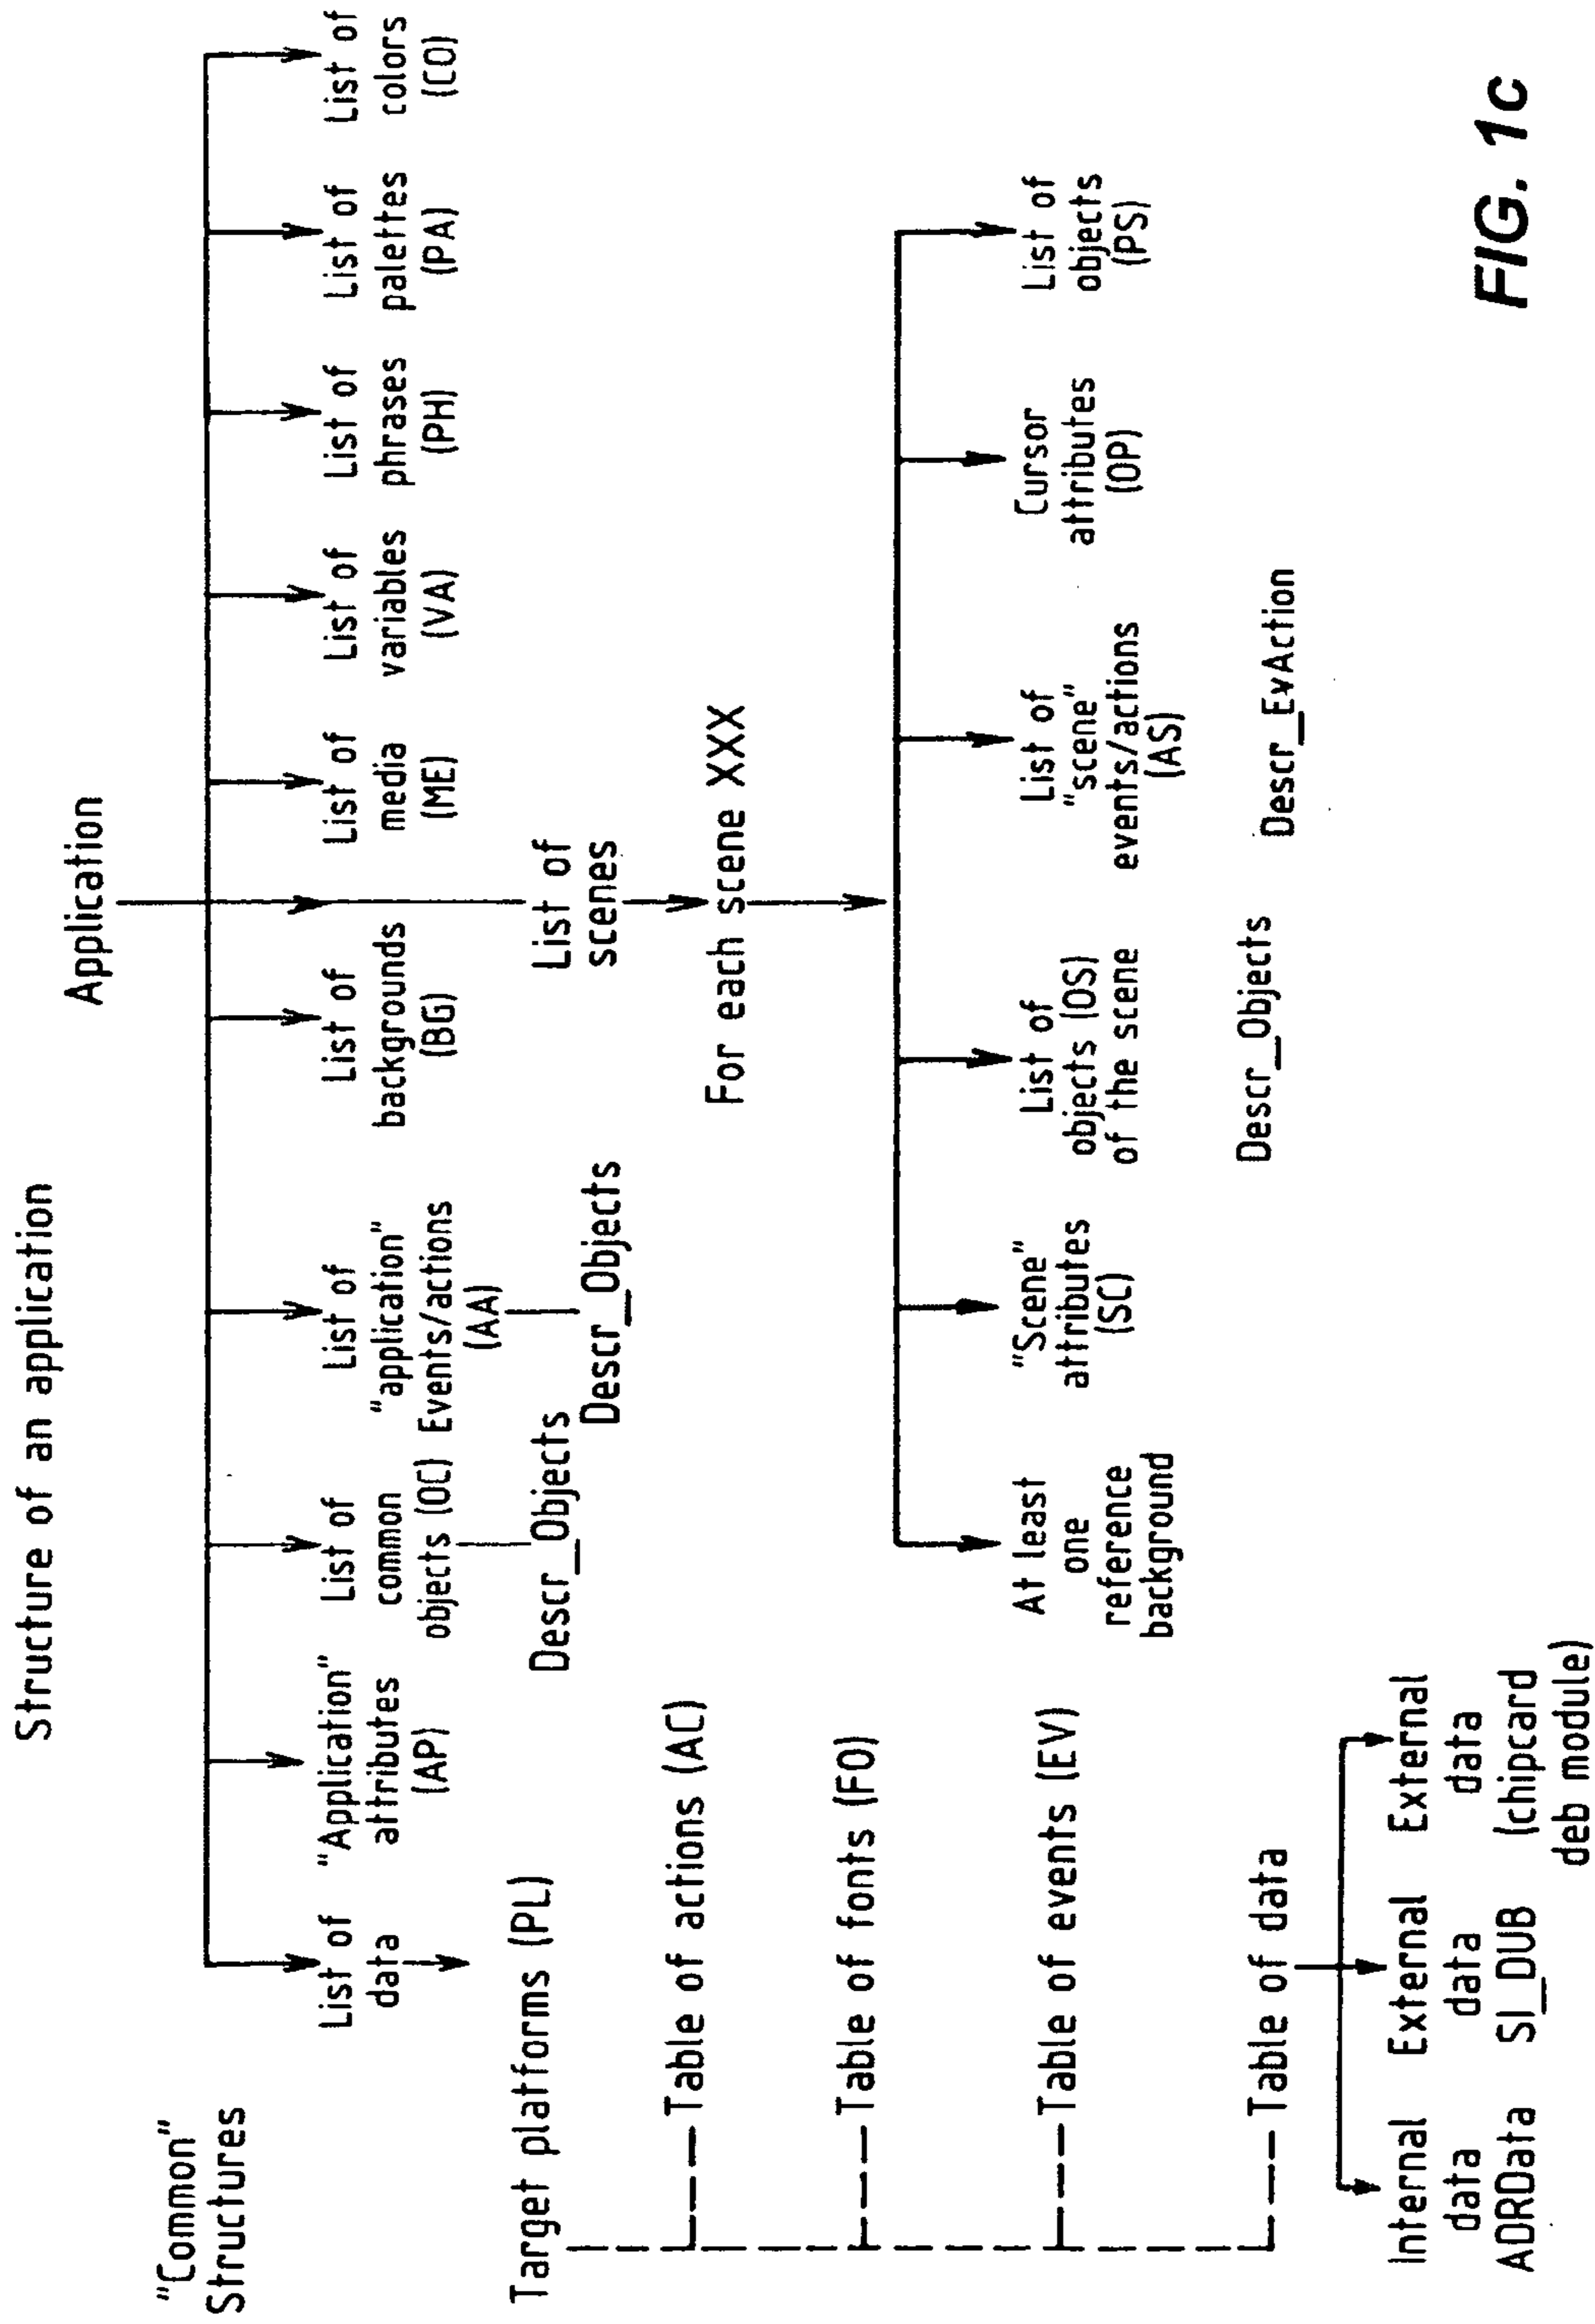 Structure of an application
Application
"Common"
Structures
List of
data
"Application"
attributes
(AP)
List of
common
objects (OC)
List of
"application"
Events/actions
(AA)
List of
backgrounds
(BG)
List of
media
(ME)
List of
variables
(VA)
List of
phrases
(PH)
List of
palettes
(PA)
List of
colors
(CO)
Descr_Objects
Descr_Objects
List of
scenes
For each scene XXX
Target platforms (PL)
Table of actions (AC)
Table of fonts (FO)
Table of events (EV)
Table of data
At least
one
reference
background
"Scene"
attributes
(SC)
List of
objects (OS)
of the scene
Descr_Objects
List of
"scene"
events/actions
(AS)
Descr_EvAction
Cursor
attributes
(OP)
List of
objects
(PS)
Internal
data
ADRData
External
data
SI_DUB
External
data
(chipcard
deb module)
FIG. 1c